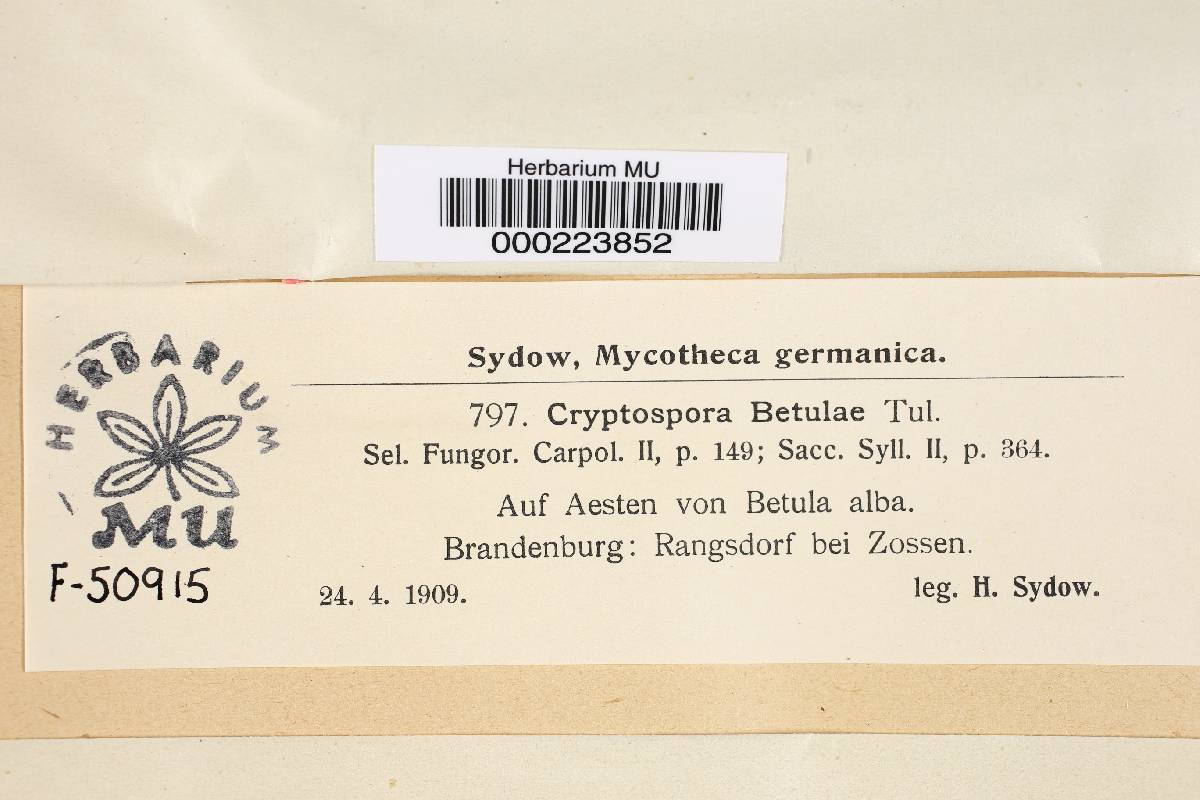 Herbarium MU
000223852
HERBARIUM
MU
F-50915
Sydow, Mycotheca germanica.
797. Cryptospora Betulae Tul.
Sel. Fungor. Carpol. II, p. 149; Sacc. Syll. II, p. 364.
Auf Aesten von Betula alba.
Brandenburg: Rangsdorf bei Zossen.
24. 4. 1909. leg. H. Sydow.